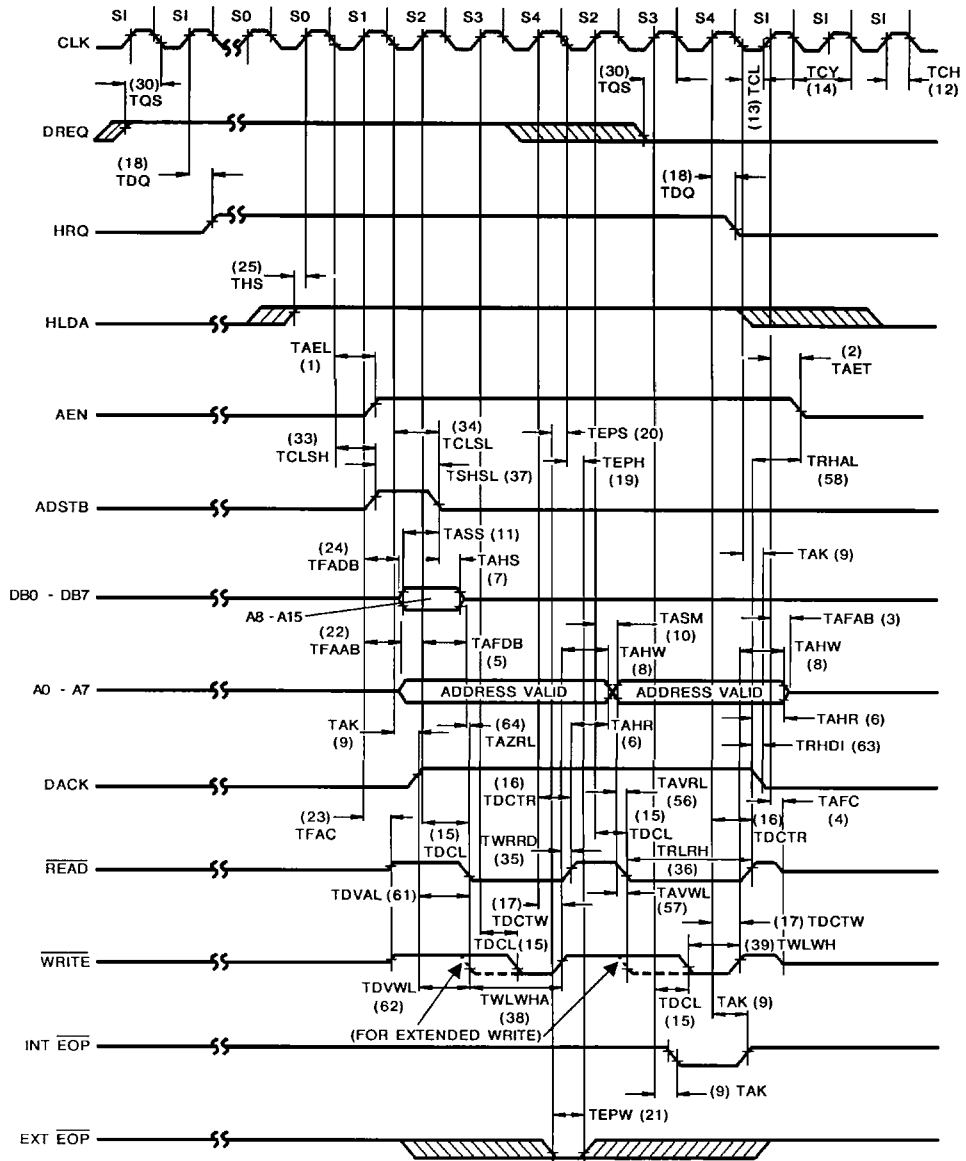 SI SI S0 S0 S1 S2 S3 S4 S2 S3 S4 SI SI SI
CLK
(30)
TQS
(30)
TQS
(13) TCL
TCY
(14)
TCH
(12)
DREQ
(18)
TDQ
(18)
TDQ
HRQ
(25)
THS
HLDA
TAEL
(1)
(2)
TAET
AEN
(33)
TCLSH
(34)
TCLSL
TSHSL (37)
TEPS (20)
TEPH
(19)
TRHAL
(58)
ADSTB
TASS (11)
(24)
TFADB
TAHS
(7)
TAK (9)
DB0 - DB7
A8 - A15
(22)
TFAAB
TAFDB
(5)
TASM
(10)
TAHW
(8)
TAFAB (3)
TAHW
(8)
A0 - A7
ADDRESS VALID
ADDRESS VALID
TAK
(9)
(64)
TAZRL
TAHR
(6)
TAHR (6)
TRHDI (63)
DACK
(23)
TFAC
(16)
TDCTR
TAVRL
(56)
(15)
TDCL
TAFC
(4)
(16)
TDCTR
(15)
TDCL
TWRRD
(35)
TRLRH
(36)
READ
TDVAL (61)
(17)
TDCTW
TAVWL
(57)
(17) TDCTW
TDCL (15)
(39) TWLWH
WRITE
TDVWL
(62)
TWLWHA
(38)
TDCL
(15)
TAK (9)
(FOR EXTENDED WRITE)
INT EOP
(9) TAK
TEPW (21)
EXT EOP